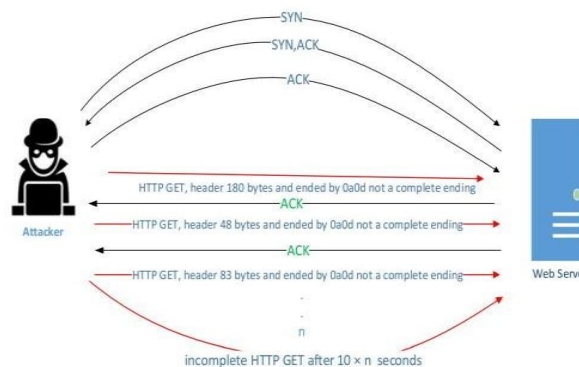 SYN
SYN,ACK
ACK
HTTP GET, header 180 bytes and ended by 0a0d not a complete ending
ACK
Attacker
HTTP GET, header 48 bytes and ended by 0a0d not a complete ending
ACK
HTTP GET, header 83 bytes and ended by 0a0d not a complete ending
Web Serve
.
.
n
incomplete HTTP GET after 10 × n seconds